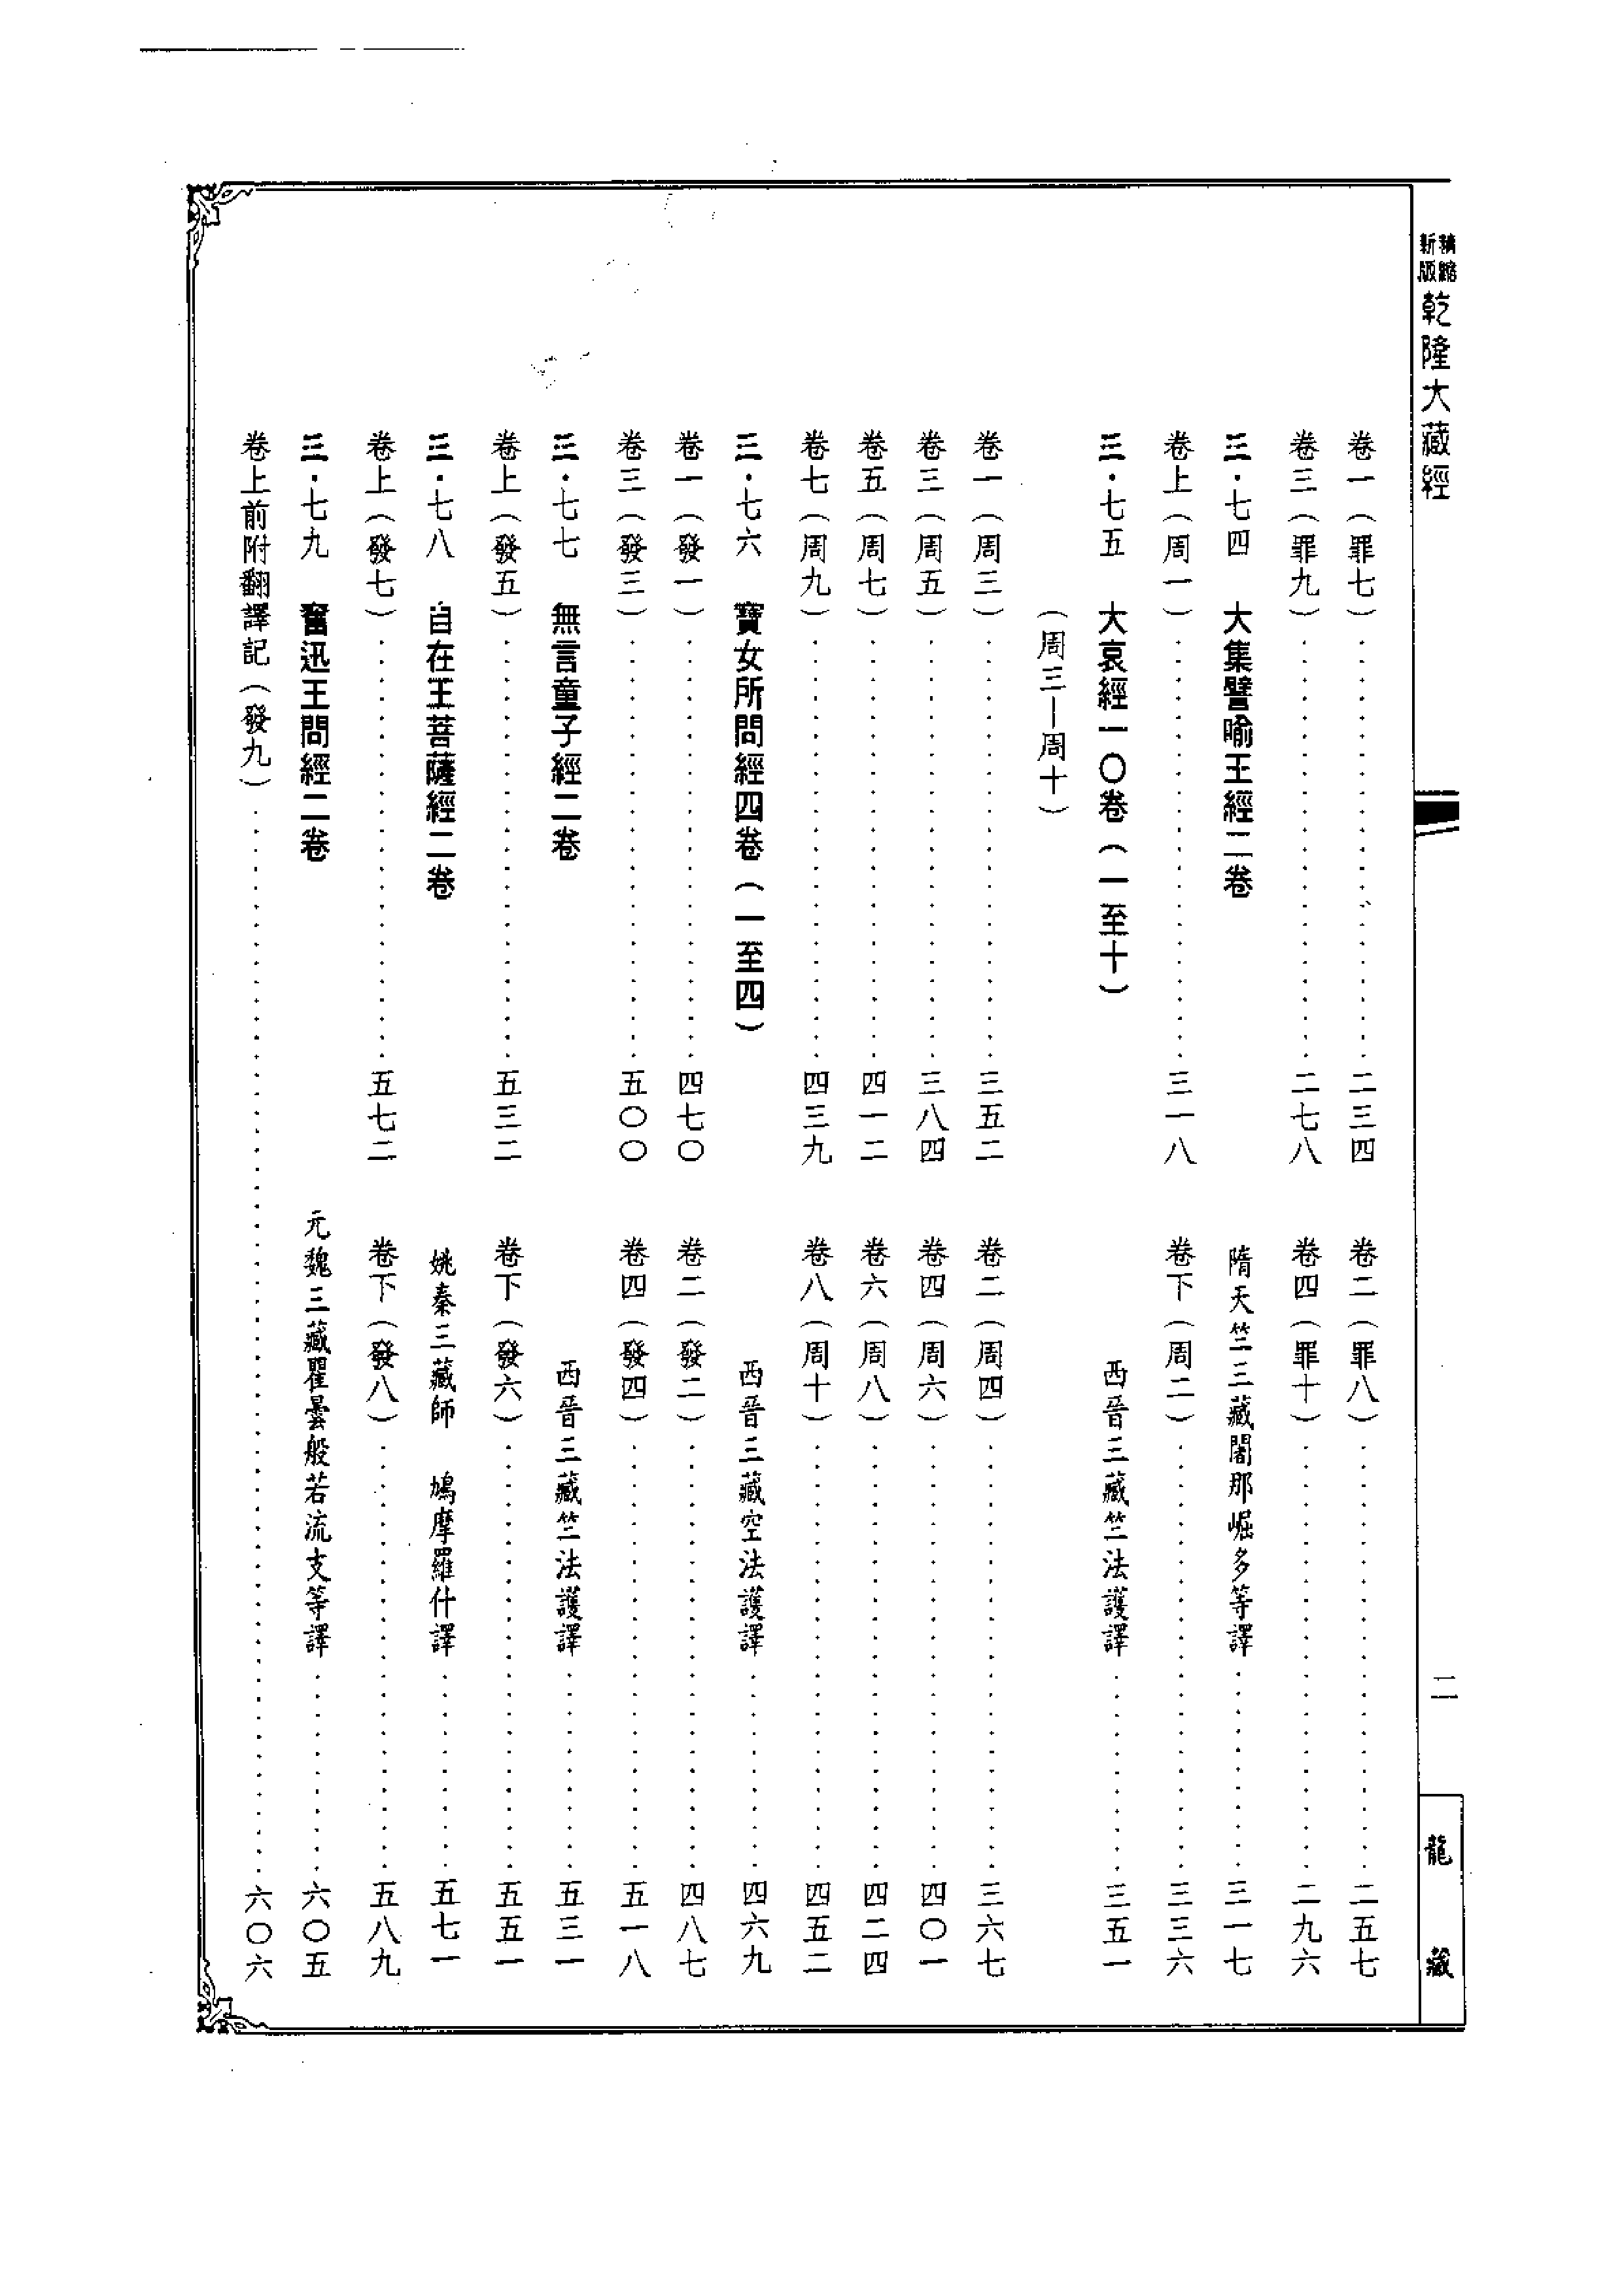 精縮新版 乾隆大藏經
二
龍藏
卷一（罪七）……二三四 卷二（罪八）……二五七
卷三（罪九）……二七八 卷四（罪十）……二九六
三·七四 大集譬喻王經二卷 隋天竺三藏闍那崛多等譯……三一七
卷上（周一）……三一八 卷下（周二）……三三六
三·七五 大哀經一〇卷（一至十） 西晉三藏竺法護譯……三五一
（周三—周十）
卷一（周三）……三五二 卷二（周四）……三六七
卷三（周五）……三八四 卷四（周六）……四〇一
卷五（周七）……四一二 卷六（周八）……四二四
卷七（周九）……四三九 卷八（周十）……四五二
三·七六 寶女所問經四卷（一至四） 西晉三藏空法護譯……四六九
卷一（發一）……四七〇 卷二（發二）……四八七
卷三（發三）……五〇〇 卷四（發四）……五一八
三·七七 無言童子經二卷 西晉三藏竺法護譯……五三一
卷上（發五）……五三二 卷下（發六）……五五一
三·七八 自在王菩薩經二卷 姚秦三藏師 鳩摩羅什譯……五七一
卷上（發七）……五七二 卷下（發八）……五八九
三·七九 奮迅王問經二卷 元魏三藏瞿曇般若流支等譯……六〇五
卷上前附翻譯記（發九）……六〇六